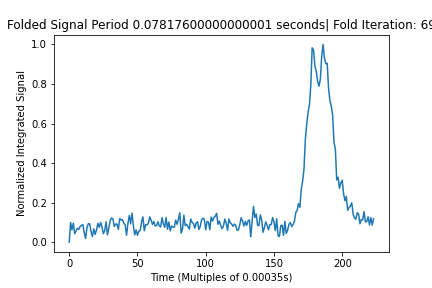 Folded Signal Period 0.07817600000000001 seconds| Fold Iteration: 69
1.0
0.8
0.6
0.4
0.2
0.0
Normalized Integrated Signal
0 50 100 150 200
Time (Multiples of 0.00035s)